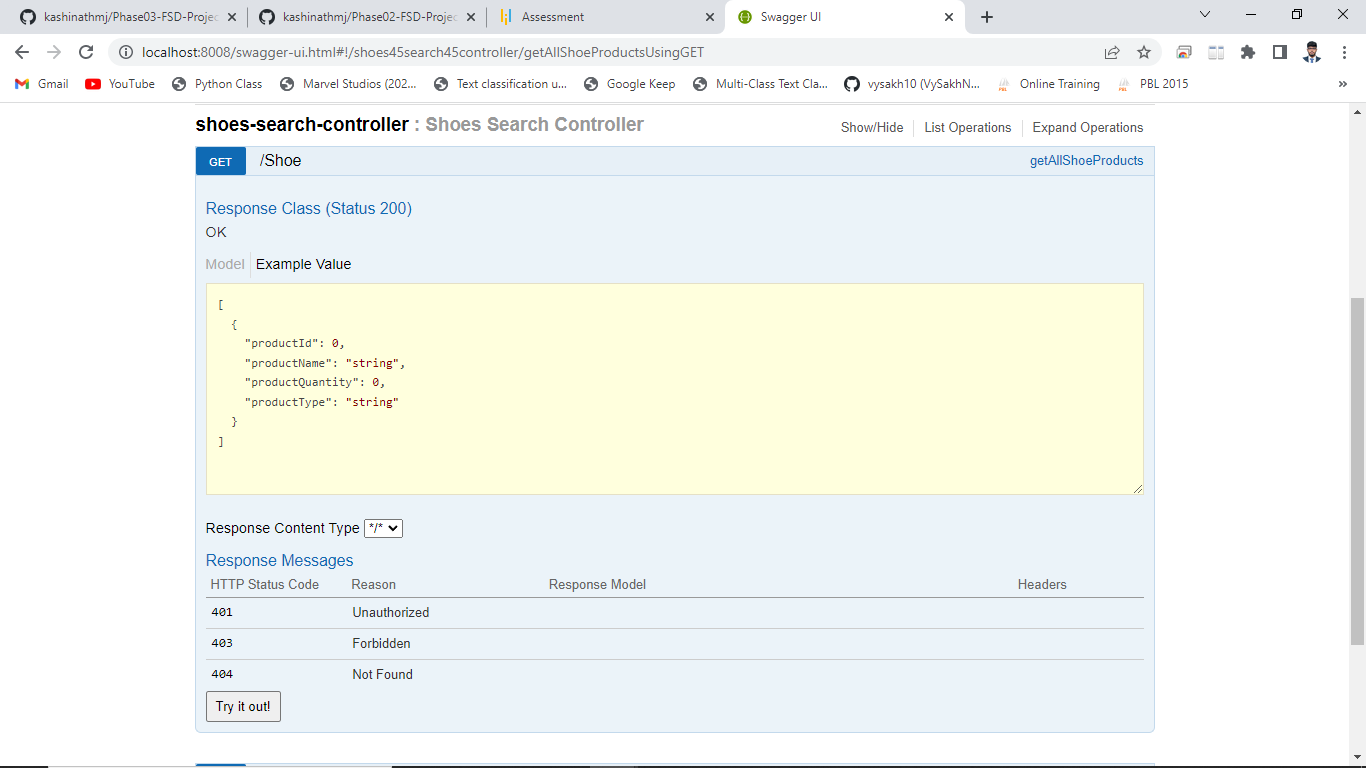 kashinathmj/Phase03-FSD-Projec
kashinathmj/Phase02-FSD-Projec
Assessment
Swagger UI
localhost:8008/swagger-ui.html#!/shoes45search45controller/getAllShoeProductsUsingGET
Gmail
YouTube
Python Class
Marvel Studios (202...
Text classification u...
Google Keep
Multi-Class Text Cla...
vysakh10 (VySakhN...
PBL
Online Training
PBL
PBL 2015
»
shoes-search-controller : Shoes Search Controller
Show/Hide
List Operations
Expand Operations
GET
/Shoe
getAllShoeProducts
Response Class (Status 200)
OK
Model
Example Value
[
{
"productId": 0,
"productName": "string",
"productQuantity": 0,
"productType": "string"
}
]
Response Content Type */*
Response Messages
HTTP Status Code Reason Response Model Headers
401 Unauthorized
403 Forbidden
404 Not Found
Try it out!